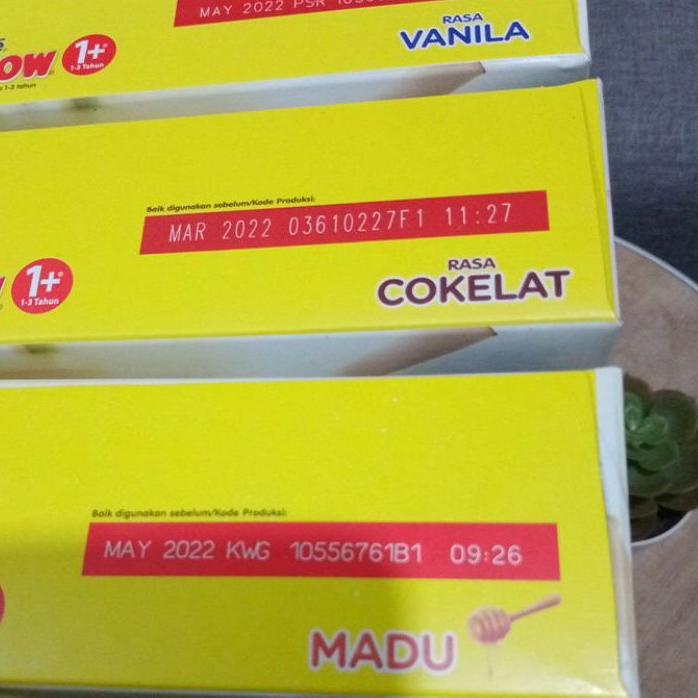 MAY 2022 PSR
RASA
VANILA
OW 1+
1-3 Tahun
Baik digunakan sebelum/Kode Produksi:
MAR 2022 03610227F1 11:27
1+
1-3 Tahun
RASA
COKELAT
Baik digunakan sebelum/Kode Produksi:
MAY 2022 KWG 10556761B1 09:26
MADU